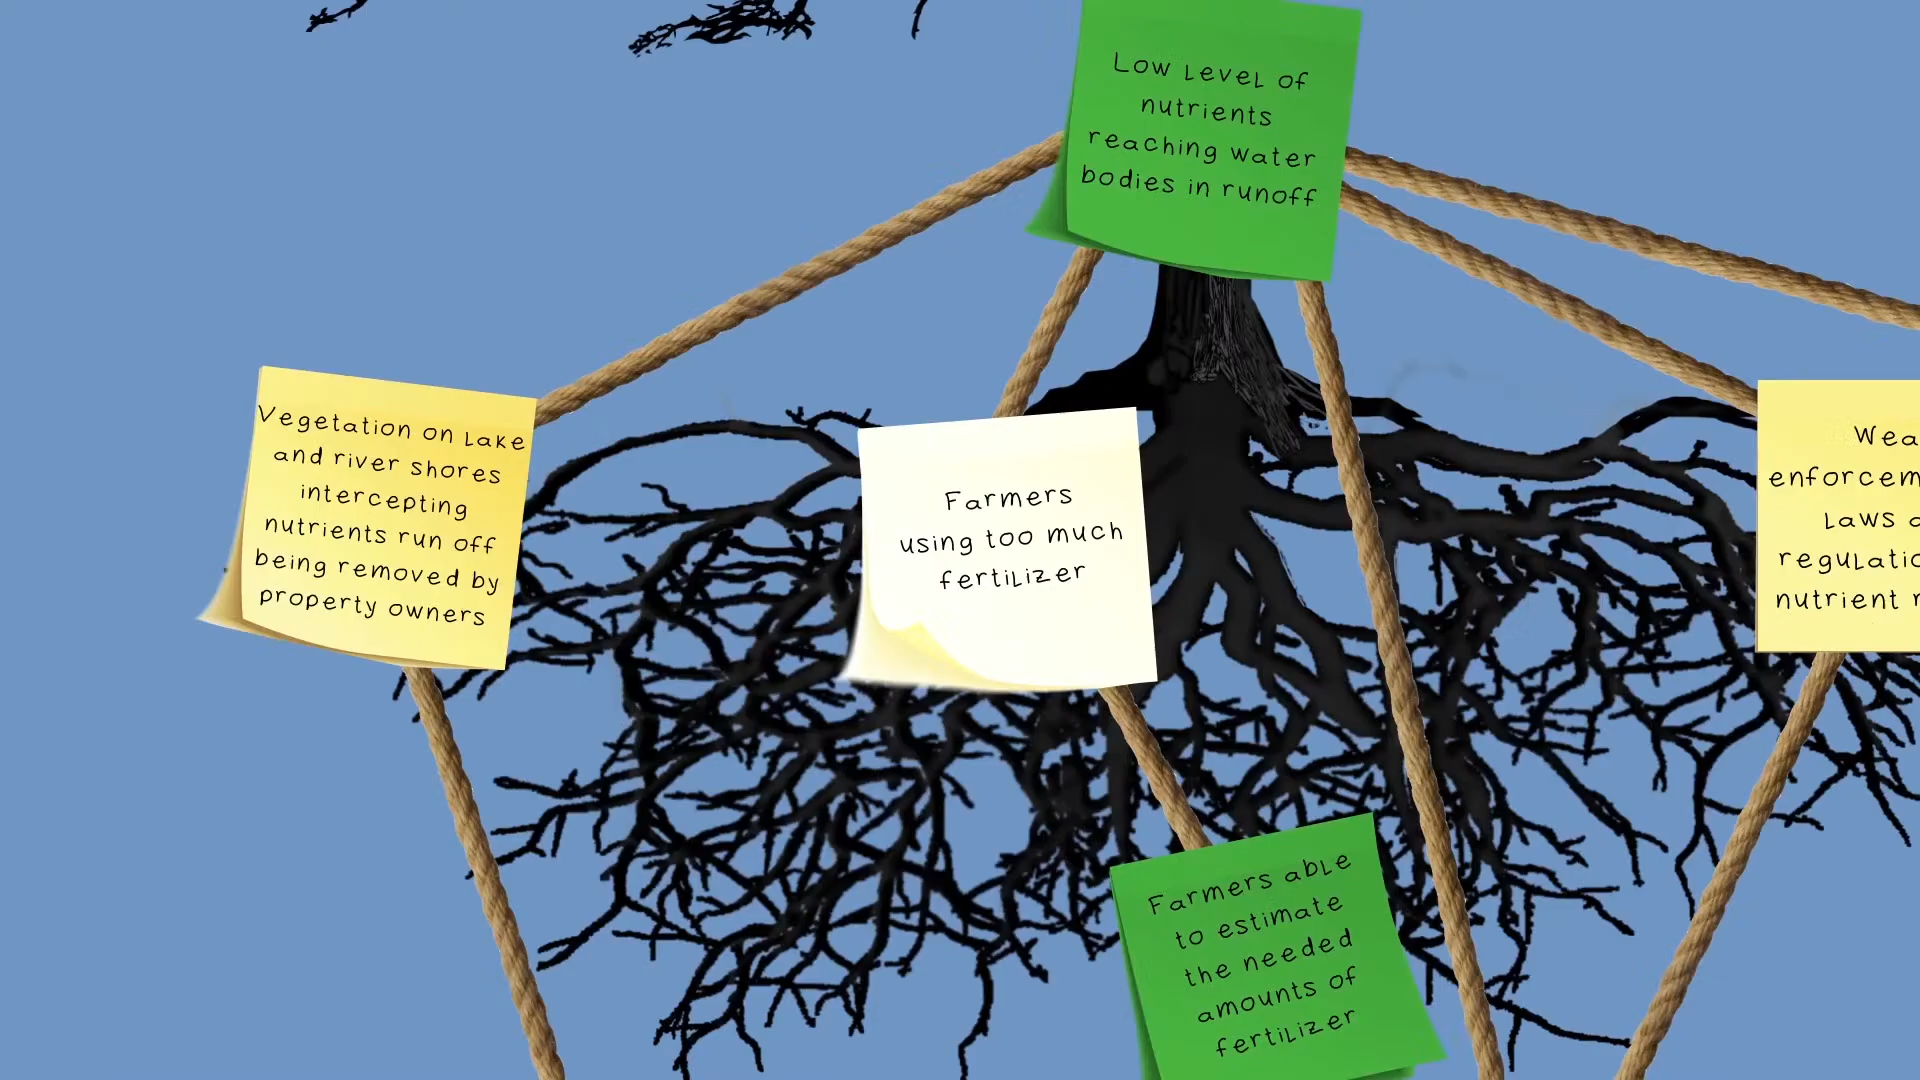 Low level of
nutrients
reaching water
bodies in runoff
Vegetation on lake
and river shores
intercepting
nutrients run off
being removed by
property owners
Farmers
using too much
fertilizer
enforcem
laws
nutrient
Farmers able
to estimate
the needed
amounts of
fertilizer